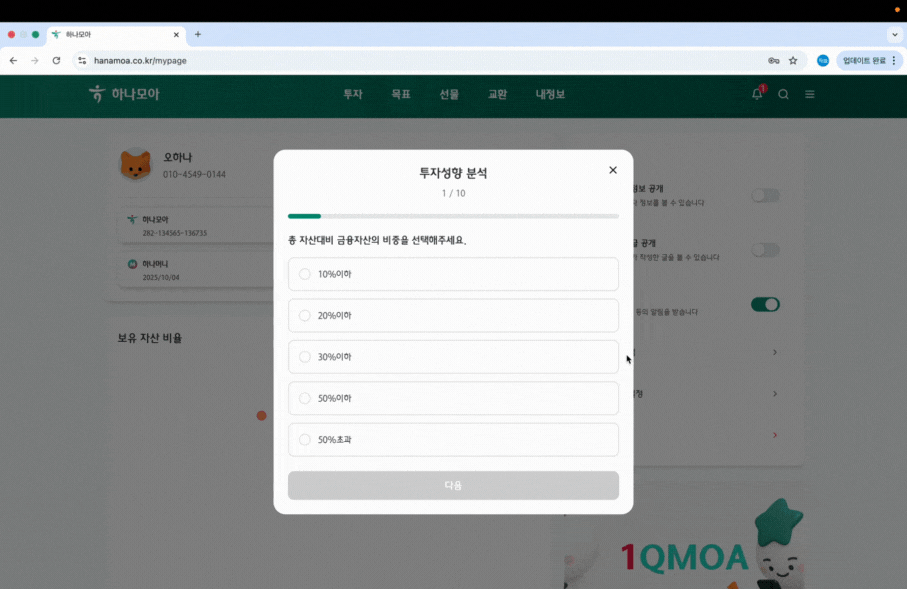 하나모아
hanamoa.co.kr/mypage
업데이트 완료
하나모아
투자
목표
선물
교환
내정보
1
오하나
010-4549-0144
하나모아
282-134565-136733
하나머니
2025/10/04
보유 자산 비율
투자성향 분석
1 / 10
총 자산대비 금융자산의 비중을 선택해주세요.
10%이하
20%이하
30%이하
50%이하
50%초과
다음
정보 공개
정보를 볼 수 있습니다
글 공개
가 작성한 글을 볼 수 있습니다
등의 알림을 받습니다
1QMOA